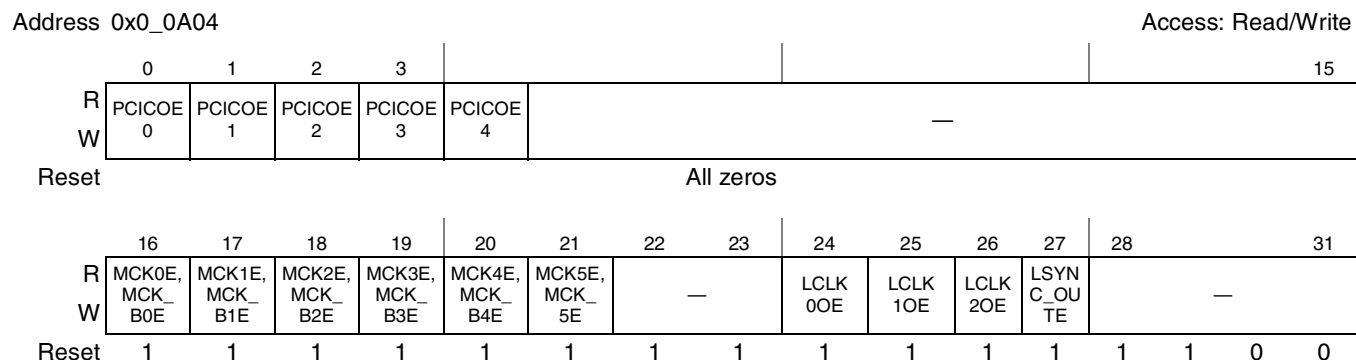 Address 0x0_0A04 Access: Read/Write
0 1 2 3 15
R
W
PCICOE 0 PCICOE 1 PCICOE 2 PCICOE 3 PCICOE 4 —
Reset All zeros
16 17 18 19 20 21 22 23 24 25 26 27 28 31
R
W
MCK0E, MCK1E, MCK2E, MCK3E, MCK4E, MCK5E,
MCK_ MCK_ MCK_ MCK_ MCK_ MCK_ — LCLK LCLK LCLK LSYN —
B0E B1E B2E B3E B4E 5E 0OE 1OE 2OE C_OU
TE
Reset 1 1 1 1 1 1 1 1 1 1 1 1 1 1 0 0